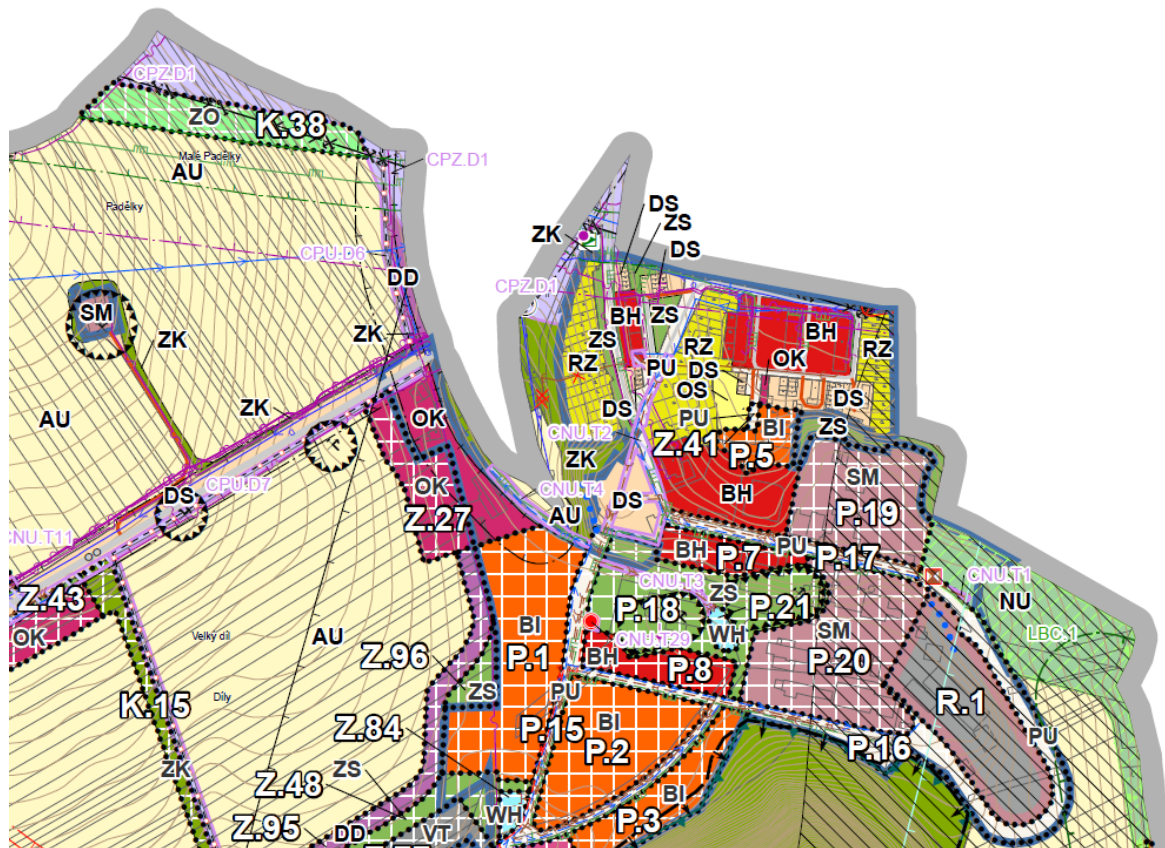 CPZ.D1
ZO
K.38
Malé Padělky
AU
CPZ.D1
Padělky
DS
ZS
ZK
DS
CPU.D6
DD
CPZ.D1
SM
BH
ZS
BH
ZK
ZK
ZS
RZ
OK
RZ
RZ
PU
DS
OS
DS
AU
ZK
OK
DS
PU
BI
ZS
CNU.T2
Z.41
P.5
ZK
SM
OK
CPU.D7
CNU.T4
DS
BH
DS
Z.27
AU
P.19
CNU.T11
BH
P.7
PU
P.17
CNU.T3
CNU.T1
Z.43
ZS
NU
P.18
P.21
OK
Velký díl
AU
BI
CNU.T29
WH
SM
LBC.1
Z.96
P.1
BH
P.8
P.20
K.15
Díly
ZS
PU
R.1
Z.84
P.15
BI
P.2
P.16
PU
ZK
ZS
Z.48
BI
Z.95
DD
VT
WH
P.3